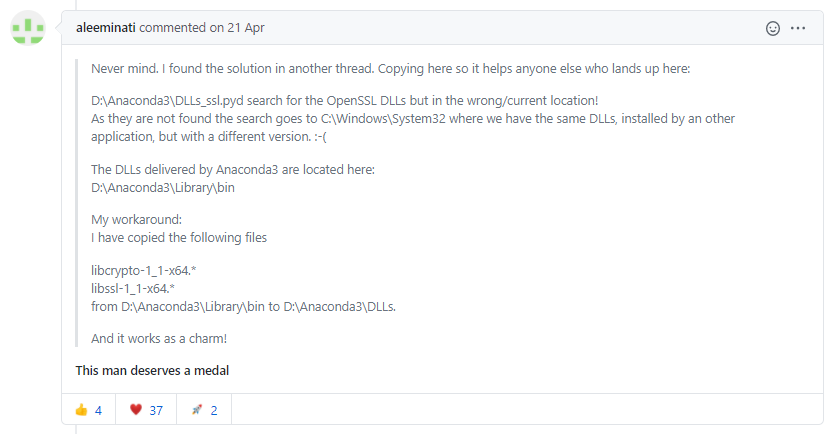 aleeminati commented on 21 Apr
Never mind. I found the solution in another thread. Copying here so it helps anyone else who lands up here:
D:\Anaconda3\DLLs_ssl.pyd search for the OpenSSL DLLs but in the wrong/current location!
As they are not found the search goes to C:\Windows\System32 where we have the same DLLs, installed by an other
application, but with a different version. :-(
The DLLs delivered by Anaconda3 are located here:
D:\Anaconda3\Library\bin
My workaround:
I have copied the following files
libcrypto-1_1-x64.*
libssl-1_1-x64.*
from D:\Anaconda3\Library\bin to D:\Anaconda3\DLLs.
And it works as a charm!
This man deserves a medal
👍 4 ❤️ 37 🚀 2